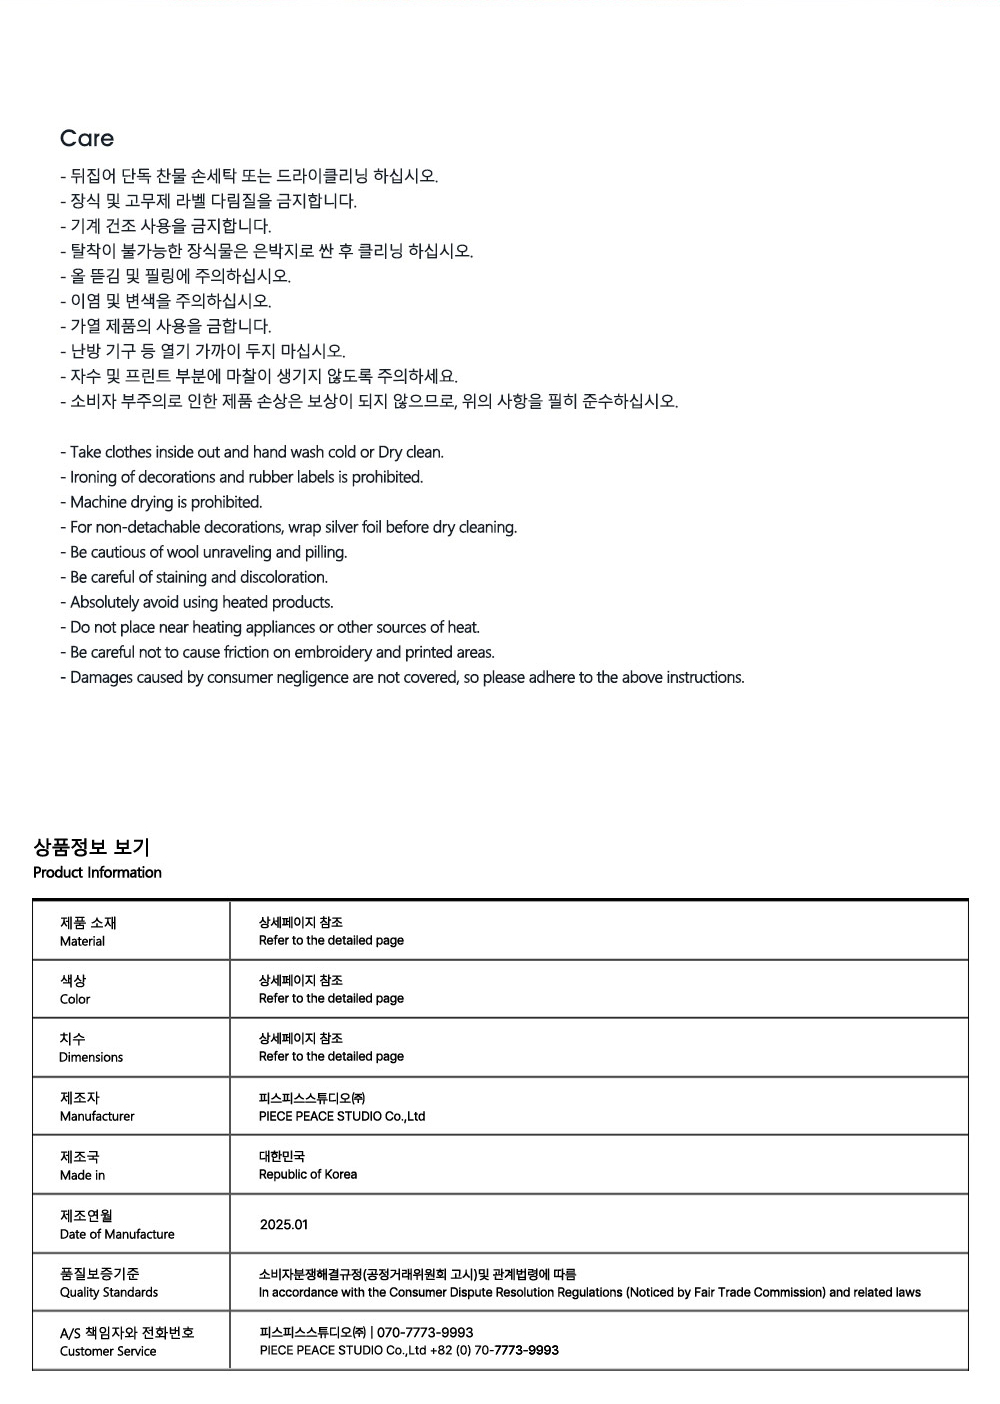 Care
- 뒤집어 단독 찬물 손세탁 또는 드라이클리닝 하십시오.
- 장식 및 고무제 라벨 다림질을 금지합니다.
- 기계 건조 사용을 금지합니다.
- 탈착이 불가능한 장식물은 은박지로 싼 후 클리닝 하십시오.
- 올 뜯김 및 필링에 주의하십시오.
- 이염 및 변색을 주의하십시오.
- 가열 제품의 사용을 금합니다.
- 난방 기구 등 열기 가까이 두지 마십시오.
- 자수 및 프린트 부분에 마찰이 생기지 않도록 주의하세요.
- 소비자 부주의로 인한 제품 손상은 보상이 되지 않으므로, 위의 사항을 필히 준수하십시오.
- Take clothes inside out and hand wash cold or Dry clean.
- Ironing of decorations and rubber labels is prohibited.
- Machine drying is prohibited.
- For non-detachable decorations, wrap silver foil before dry cleaning.
- Be cautious of wool unraveling and pilling.
- Be careful of staining and discoloration.
- Absolutely avoid using heated products.
- Do not place near heating appliances or other sources of heat.
- Be careful not to cause friction on embroidery and printed areas.
- Damages caused by consumer negligence are not covered, so please adhere to the above instructions.
상품정보 보기
Product Information
제품 소재
Material
상세페이지 참조
Refer to the detailed page
색상
Color
상세페이지 참조
Refer to the detailed page
치수
Dimensions
상세페이지 참조
Refer to the detailed page
제조자
Manufacturer
피스피스스튜디오㈜
PIECE PEACE STUDIO Co.,Ltd
제조국
Made in
대한민국
Republic of Korea
제조연월
Date of Manufacture
2025.01
품질보증기준
Quality Standards
소비자분쟁해결규정(공정거래위원회 고시)및 관계법령에 따름
In accordance with the Consumer Dispute Resolution Regulations (Noticed by Fair Trade Commission) and related laws
A/S 책임자와 전화번호
Customer Service
피스피스스튜디오㈜ | 070-7773-9993
PIECE PEACE STUDIO Co.,Ltd +82 (0) 70-7773-9993